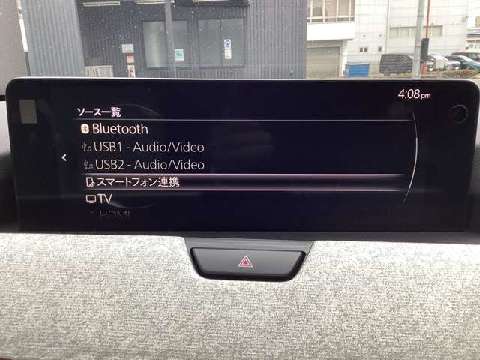 4:08pm
ソース一覧
Bluetooth
USB1 - Audio/Video
USB2 - Audio/Video
スマートフォン連携
TV
HDMI